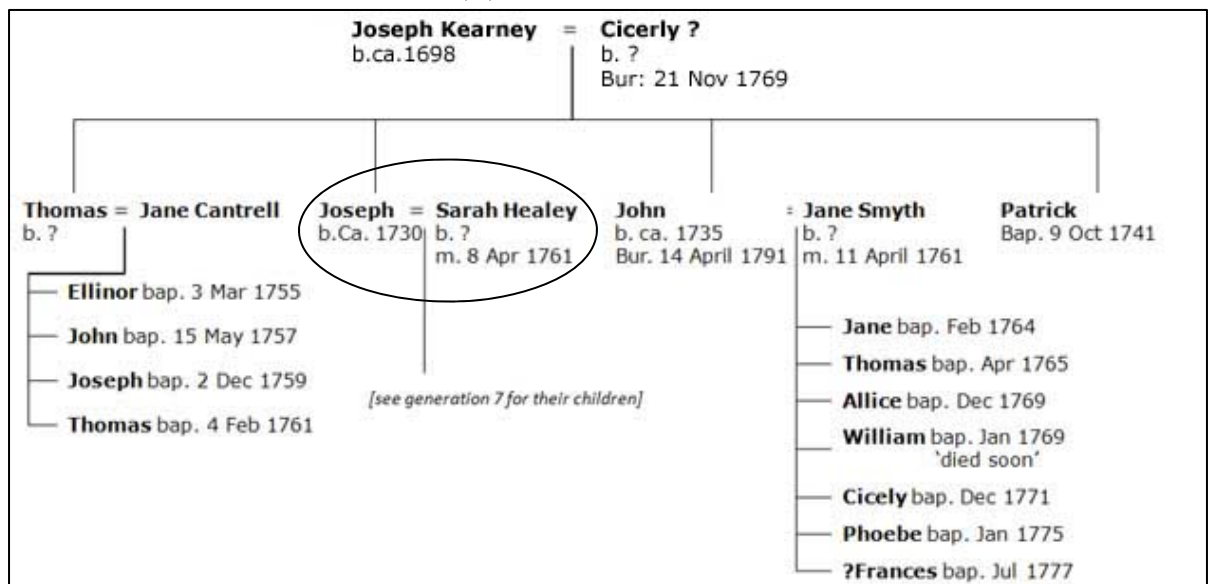 Joseph Kearney = Cicerly ?
b.ca.1698 b. ?
Bur: 21 Nov 1769
Thomas = Jane Cantrell
b. ?
Ellinor bap. 3 Mar 1755
John bap. 15 May 1757
Joseph bap. 2 Dec 1759
Thomas bap. 4 Feb 1761
Joseph = Sarah Healey
b.Ca. 1730 b. ?
m. 8 Apr 1761
[see generation 7 for their children]
John = Jane Smyth
b. ca. 1735 b. ?
Bur. 14 April 1791 m. 11 April 1761
Jane bap. Feb 1764
Thomas bap. Apr 1765
Allice bap. Dec 1769
William bap. Jan 1769
'died soon'
Cicely bap. Dec 1771
Phoebe bap. Jan 1775
?Frances bap. Jul 1777
Patrick
Bap. 9 Oct 1741